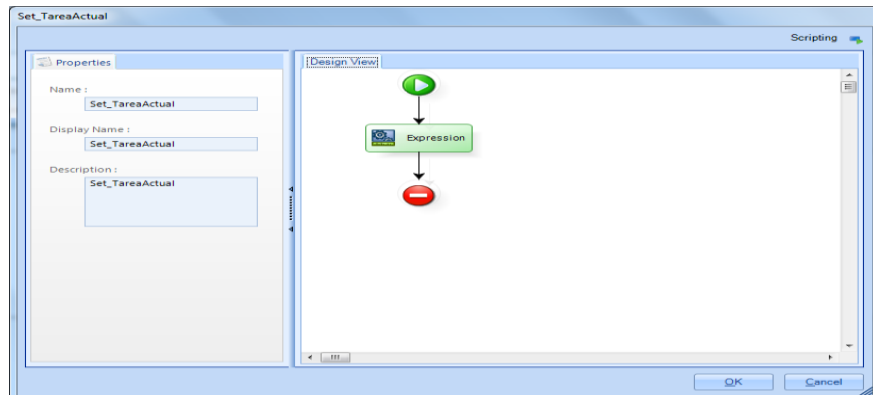 Set_TareaActual
Scripting
Properties
Name :
Set_TareaActual
Display Name :
Set_TareaActual
Description :
Set_TareaActual
Design View
Expression
OK
Cancel